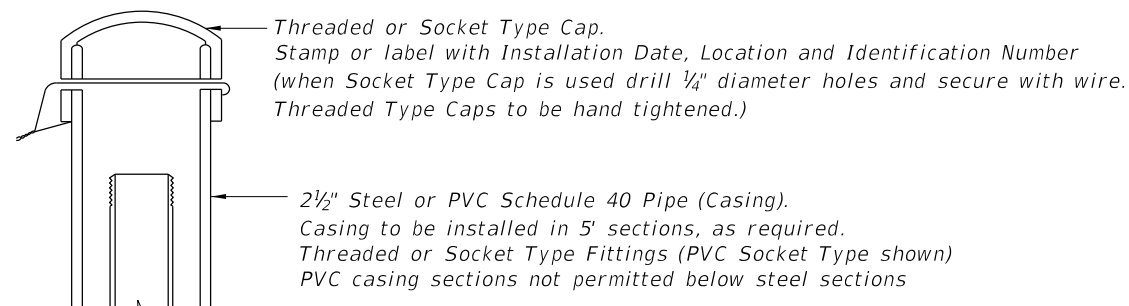 Threaded or Socket Type Cap.
Stamp or label with Installation Date, Location and Identification Number
(when Socket Type Cap is used drill ¼" diameter holes and secure with wire.
Threaded Type Caps to be hand tightened.)
2½" Steel or PVC Schedule 40 Pipe (Casing).
Casing to be installed in 5' sections, as required.
Threaded or Socket Type Fittings (PVC Socket Type shown)
PVC casing sections not permitted below steel sections